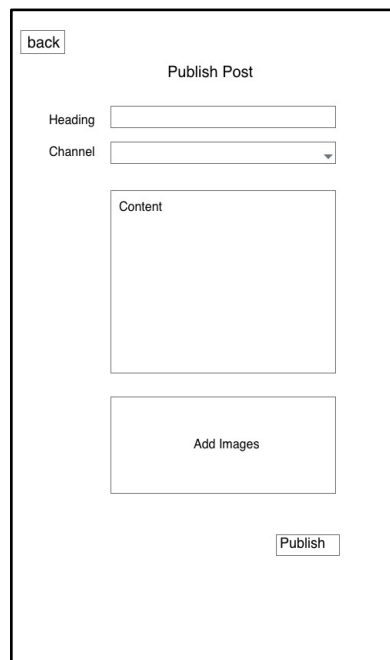 back
Publish Post
Heading
Channel
Content
Add Images
Publish